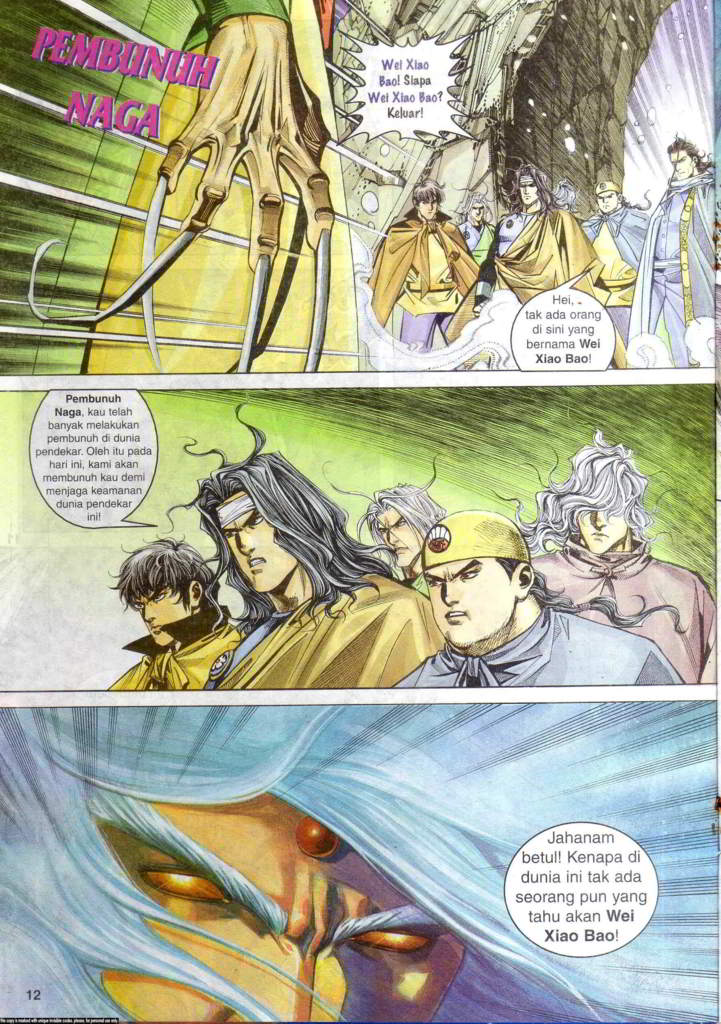 PEMBUNUH
NAGA
Wei Xiao
Bao! Siapa
Wei Xiao Bao?
Keluar!
Hei,
tak ada orang
di sini yang
bernama Wei
Xiao Bao!
Pembunuh
Naga, kau telah
banyak melakukan
pembunuh di dunia
pendekar. Oleh itu pada
hari ini, kami akan
membunuh kau demi
menjaga keamanan
dunia pendekar
ini!
Jahanam
betul! Kenapa di
dunia ini tak ada
seorang pun yang
tahu akan Wei
Xiao Bao!
12